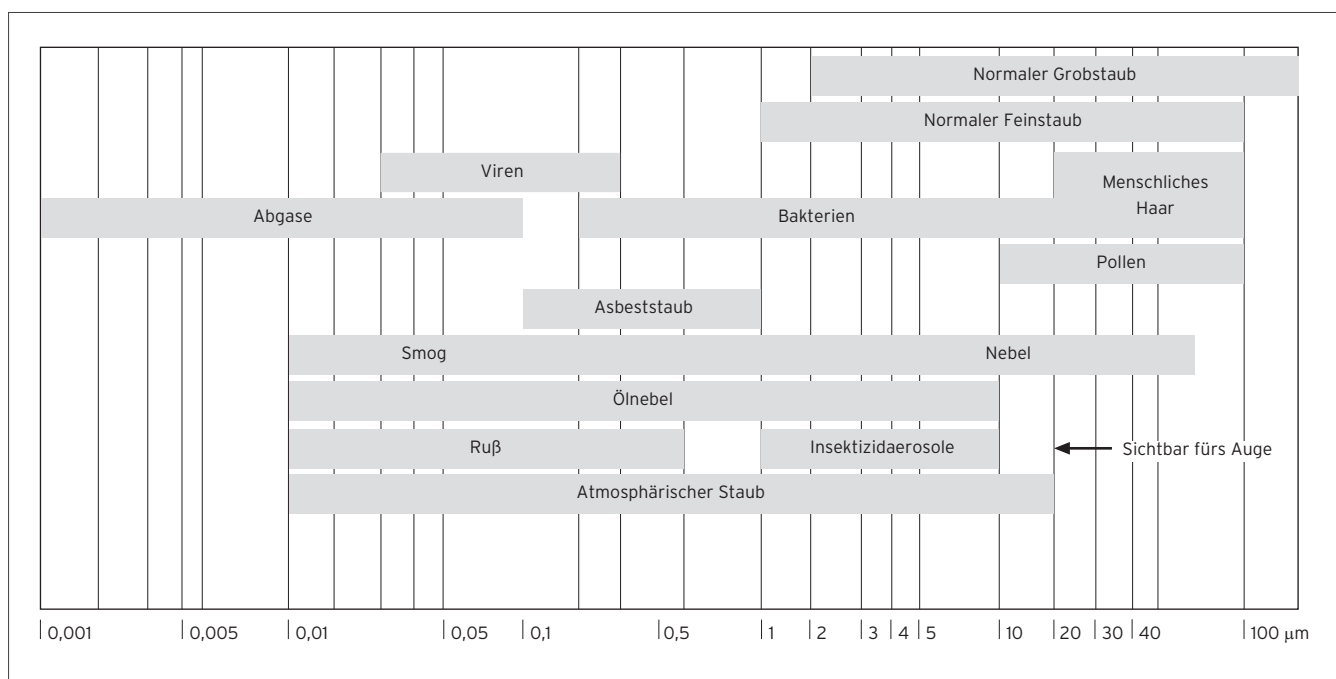 Normaler Grobstaub
Normaler Feinstaub
Viren
Menschliches
Haar
Abgase
Bakterien
Pollen
Asbeststaub
Smog
Nebel
Ölnebel
Ruß
Insektizidaerosole
Sichtbar fürs Auge
Atmosphärischer Staub
0,001 0,005 0,01 0,05 0,1 0,5 1 2 3 4 5 10 20 30 40 100 µm